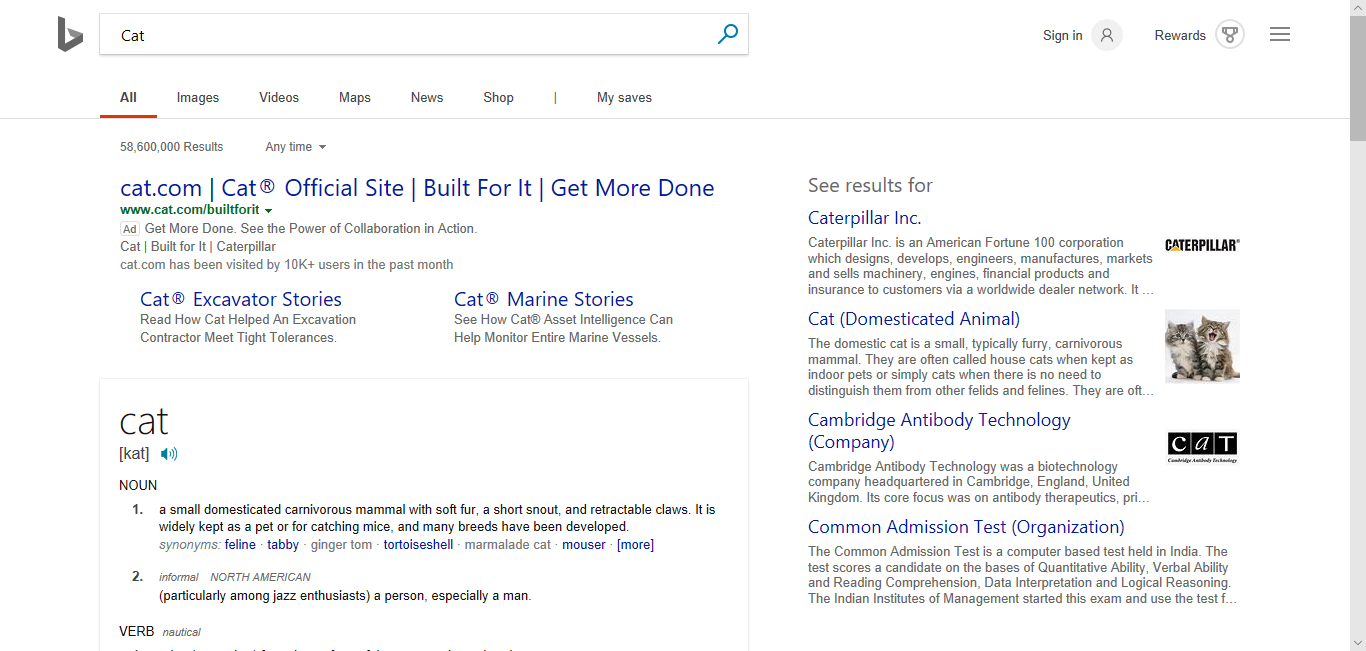 Cat
Sign in
Rewards
All
Images
Videos
Maps
News
Shop
|
My saves
58,600,000 Results
Any time
cat.com | Cat® Official Site | Built For It | Get More Done
www.cat.com/builtforit
Ad Get More Done. See the Power of Collaboration in Action.
Cat | Built for It | Caterpillar
cat.com has been visited by 10K+ users in the past month
Cat® Excavator Stories
Read How Cat Helped An Excavation
Contractor Meet Tight Tolerances.
Cat® Marine Stories
See How Cat® Asset Intelligence Can
Help Monitor Entire Marine Vessels.
cat
[kat]
NOUN
1. a small domesticated carnivorous mammal with soft fur, a short snout, and retractable claws. It is
widely kept as a pet or for catching mice, and many breeds have been developed.
synonyms: feline · tabby · ginger tom · tortoiseshell · marmalade cat · mouser · [more]
2. informal NORTH AMERICAN
(particularly among jazz enthusiasts) a person, especially a man.
VERB nautical
See results for
Caterpillar Inc.
Caterpillar Inc. is an American Fortune 100 corporation
which designs, develops, engineers, manufactures, markets
and sells machinery, engines, financial products and
insurance to customers via a worldwide dealer network. It ...
CATERPILLAR®
Cat (Domesticated Animal)
The domestic cat is a small, typically furry, carnivorous
mammal. They are often called house cats when kept as
indoor pets or simply cats when there is no need to
distinguish them from other felids and felines. They are oft...
Cambridge Antibody Technology
(Company)
Cambridge Antibody Technology was a biotechnology
company headquartered in Cambridge, England, United
Kingdom. Its core focus was on antibody therapeutics, pri...
CaT
Cambridge Antibody Technology
Common Admission Test (Organization)
The Common Admission Test is a computer based test held in India. The
test scores a candidate on the bases of Quantitative Ability, Verbal Ability
and Reading Comprehension, Data Interpretation and Logical Reasoning.
The Indian Institutes of Management started this exam and use the test f...